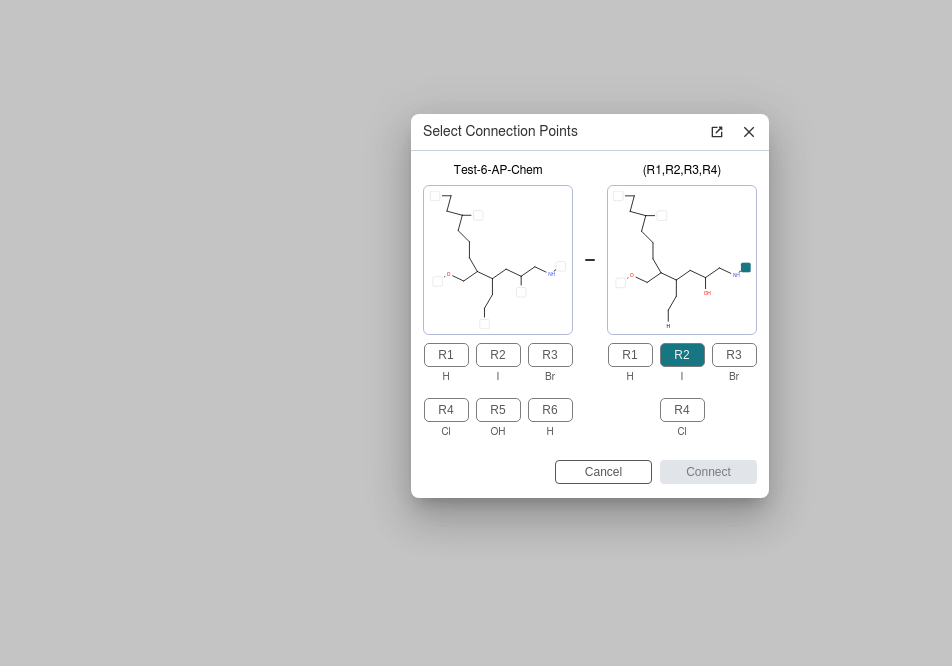 Select Connection Points
Test-6-AP-Chem
(R1,R2,R3,R4)
O
NH
O
NH
OH
H
R1 R2 R3
H I Br
R4 R5 R6
Cl OH H
R1 R2 R3
H I Br
R4
Cl
Cancel Connect